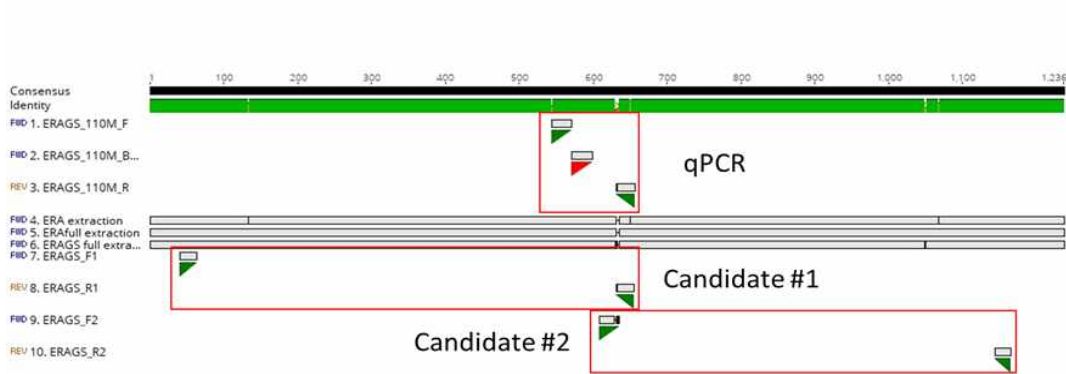 1 100 200 300 400 500 600 700 800 900 1,000 1,100 1,236
Consensus
Identity
FWD 1. ERAGS_110M_F
FWD 2. ERAGS_110M_B...
qPCR
REV 3. ERAGS_110M_R
FWD 4. ERA extraction
FWD 5. ERAfull extraction
FWD 6. ERAGS full extra...
FWD 7. ERAGS_F1
Candidate #1
REV 8. ERAGS_R1
FWD 9. ERAGS_F2
Candidate #2
REV 10. ERAGS_R2